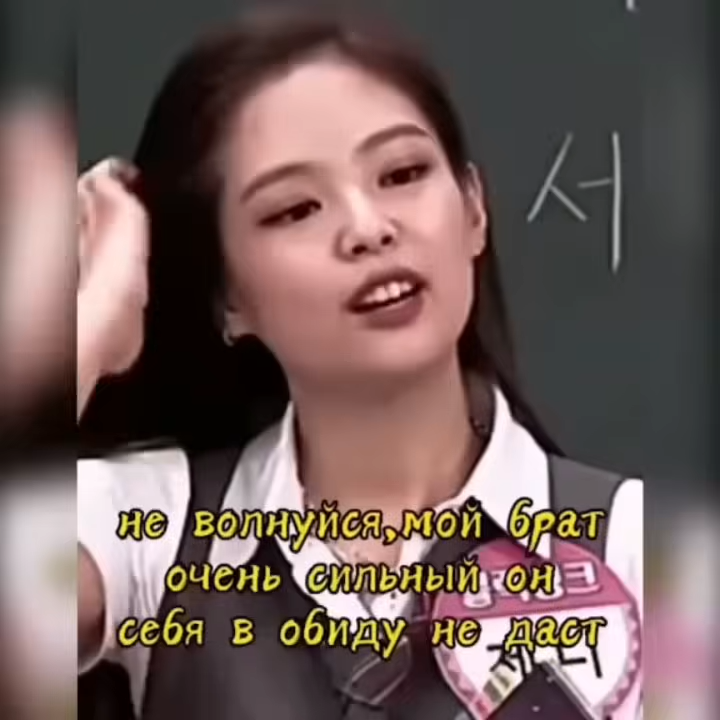 서
не волнуйся,мой брат
очень сильный он
себя в обиду не даст